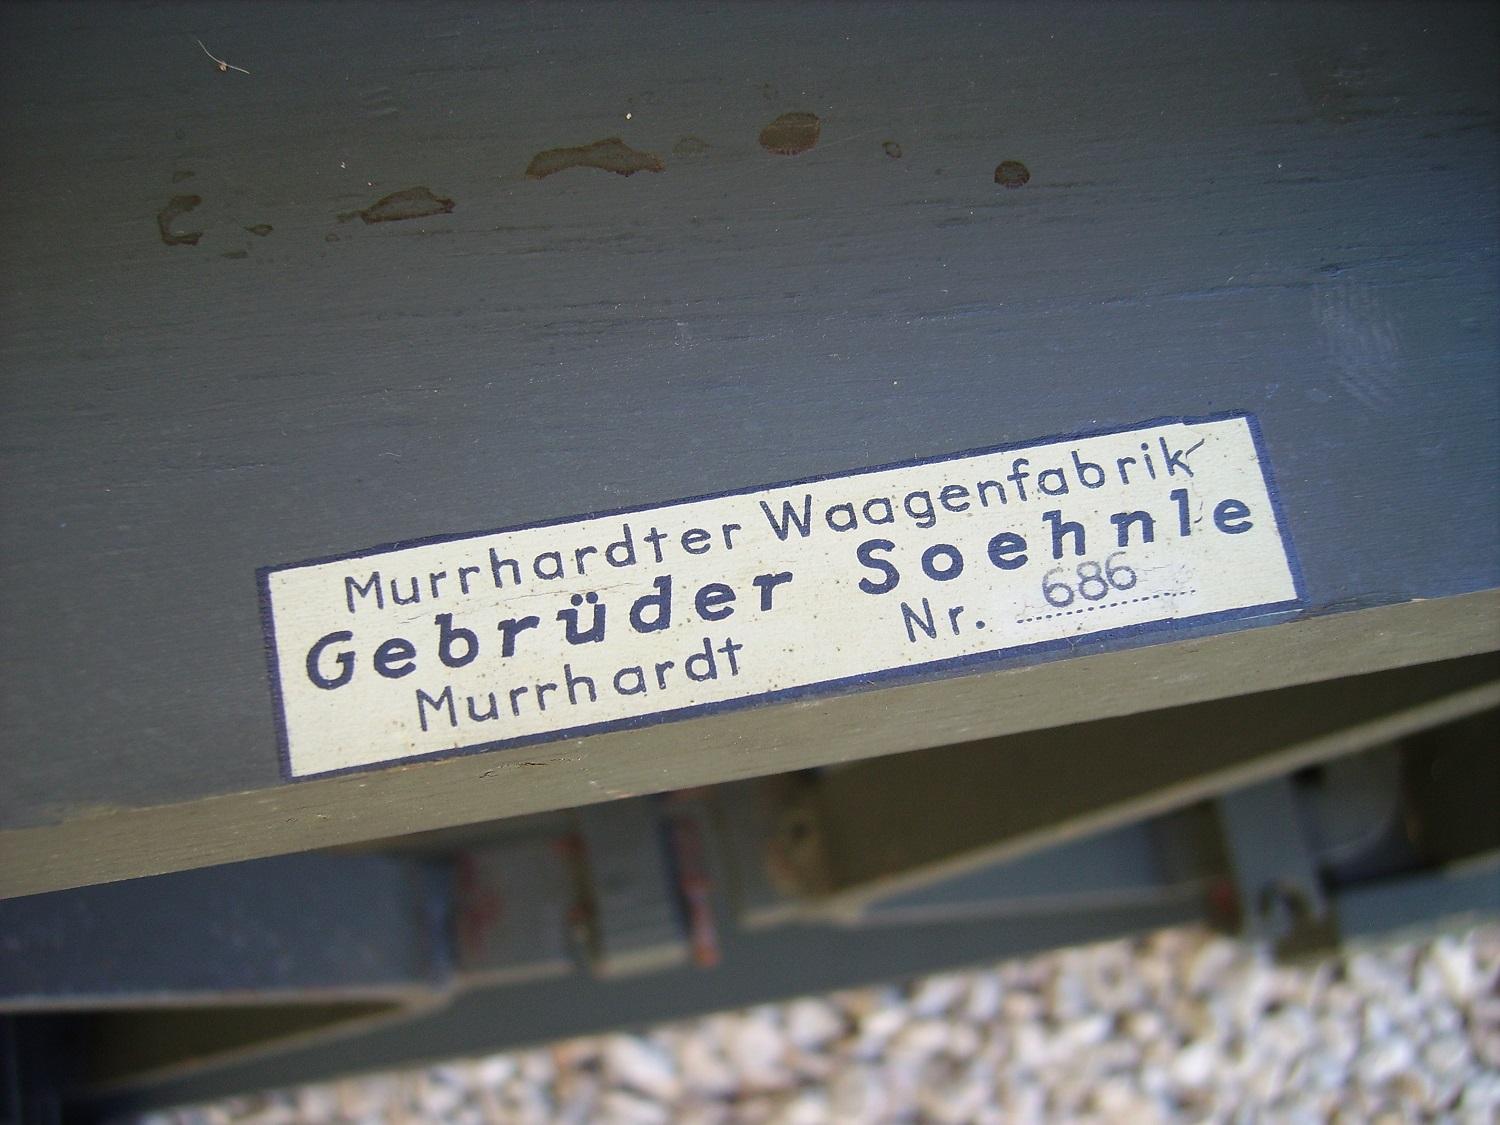 Murrhardter Waagenfabrik
Gebrüder Soehnle
Murrhardt Nr. 686